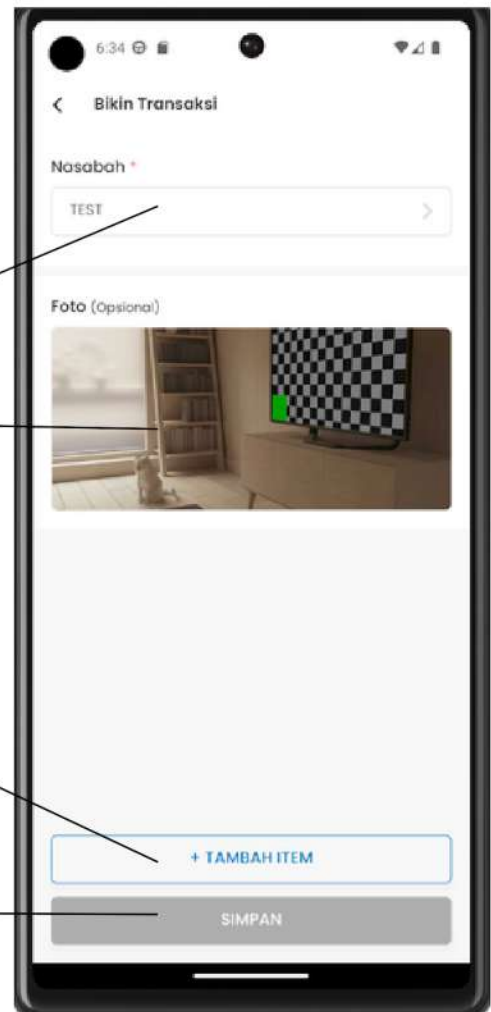 6:34
Bikin Transaksi
Nasabah *
TEST
Foto (Opsional)
+ TAMBAH ITEM
SIMPAN